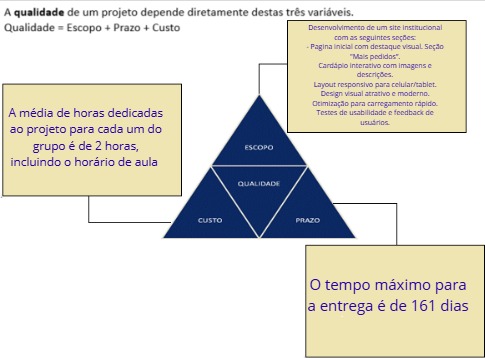 A qualidade de um projeto depende diretamente destas três variáveis.
Qualidade = Escopo + Prazo + Custo
Desenvolvimento de um site institucional
com as seguintes seções:
- Pagina inicial com destaque visual. Seção
"Mais pedidos".
Cardápio interativo com imagens e
descrições.
Layout responsivo para celular/tablet.
Design visual atrativo e moderno.
Otimização para carregamento rápido.
Testes de usabilidade e feedback de
usuários.
A média de horas dedicadas
ao projeto para cada um do
grupo é de 2 horas,
incluindo o horário de aula
ESCOPO
QUALIDADE
CUSTO
PRAZO
O tempo máximo para
a entrega é de 161 dias